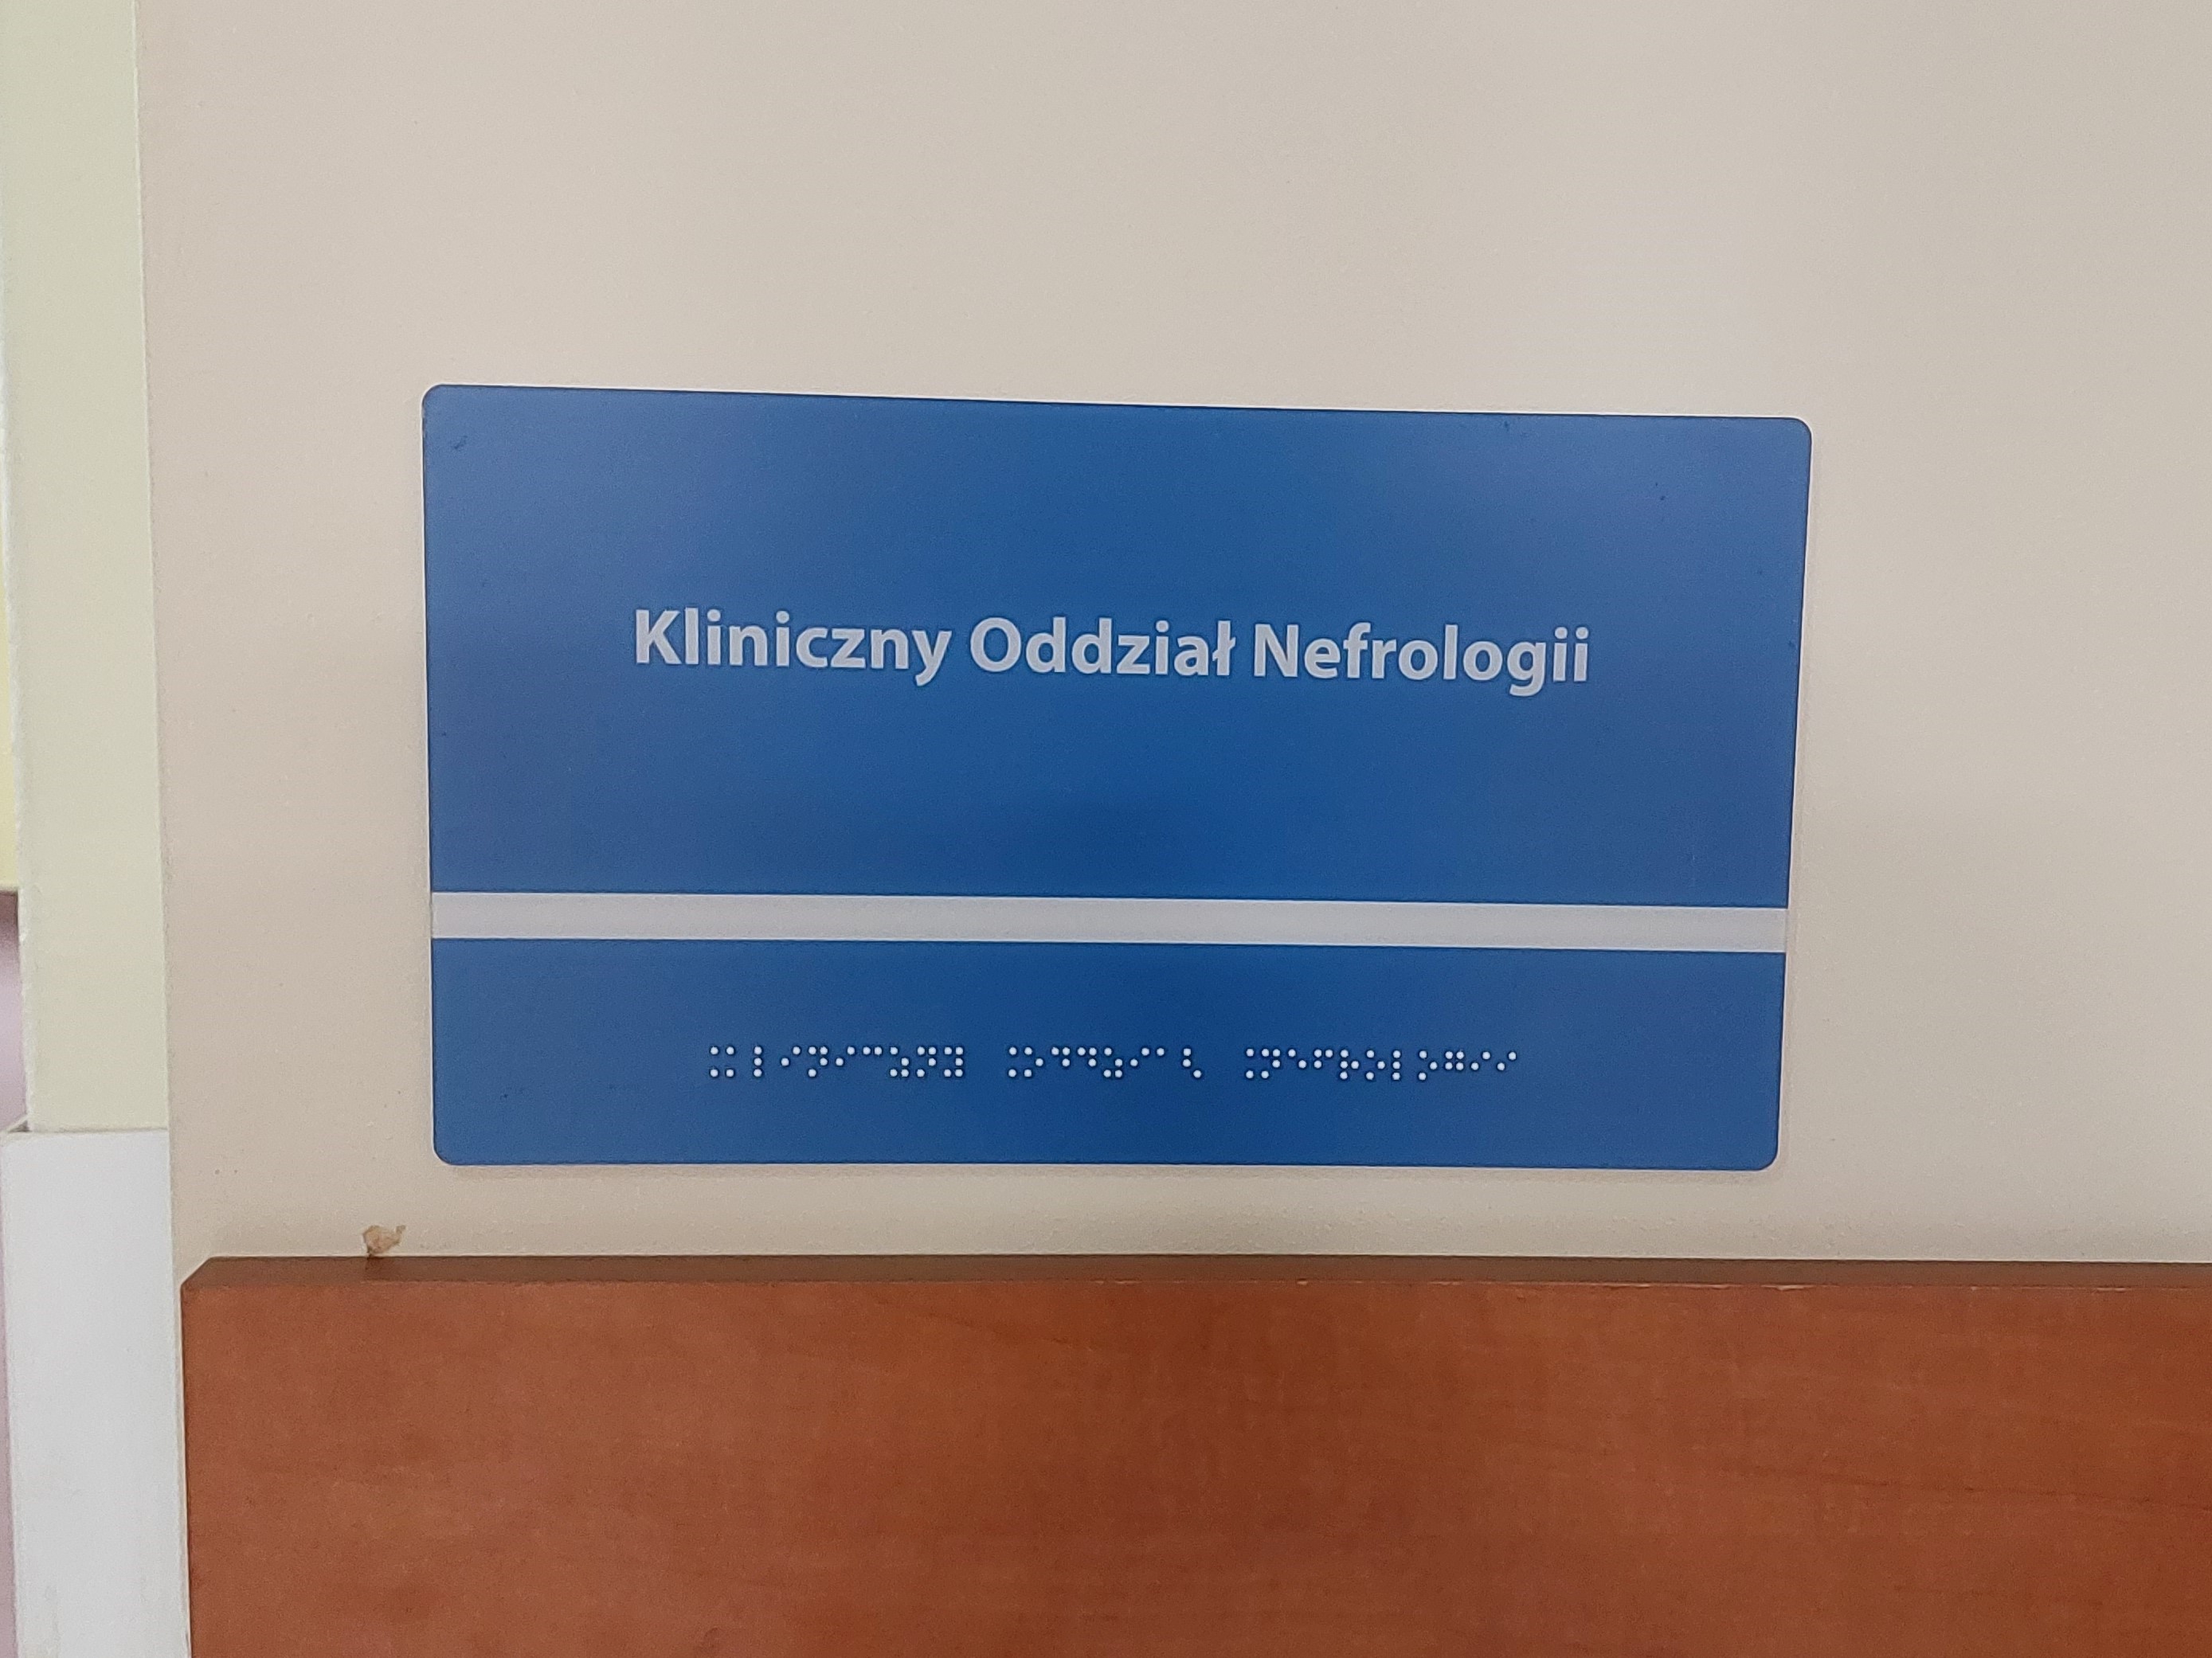 Kliniczny Oddział Nefrologii
⠨⠅⠇⠊⠝⠊⠉⠵⠝⠽ ⠨⠕⠙⠙⠵⠊⠁⠣ ⠨⠝⠑⠋⠗⠕⠇⠕⠛⠊⠊